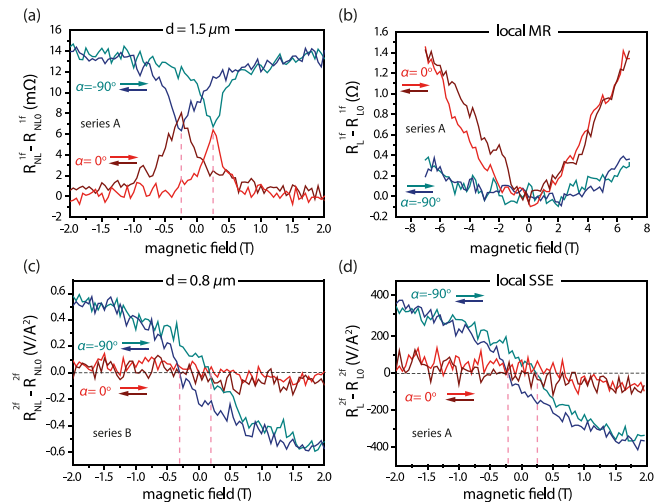 (a) d = 1.5 µm
R_NL^1f - R_NL0^1f (mΩ)
16
14
12
10
8
6
4
2
0
-2
α=-90°
series A
α= 0°
-2.0 -1.5 -1.0 -0.5 0.0 0.5 1.0 1.5 2.0
magnetic field (T)
(b) local MR
R_L^1f - R_L0^1f (Ω)
1.6
1.4
1.2
1.0
0.8
0.6
0.4
0.2
0.0
-0.2
α= 0°
series A
α=-90°
-8 -6 -4 -2 0 2 4 6 8
magnetic field (T)
(c) d = 0.8 µm
R_NL^2f - R_NL0^2f (V/A²)
0.6
0.4
0.2
0.0
-0.2
-0.4
-0.6
α=-90°
α= 0°
series B
-2.0 -1.5 -1.0 -0.5 0.0 0.5 1.0 1.5 2.0
magnetic field (T)
(d) local SSE
R_L^2f - R_L0^2f (V/A²)
400
200
0
-200
-400
α=-90°
α= 0°
series A
-2.0 -1.5 -1.0 -0.5 0.0 0.5 1.0 1.5 2.0
magnetic field (T)